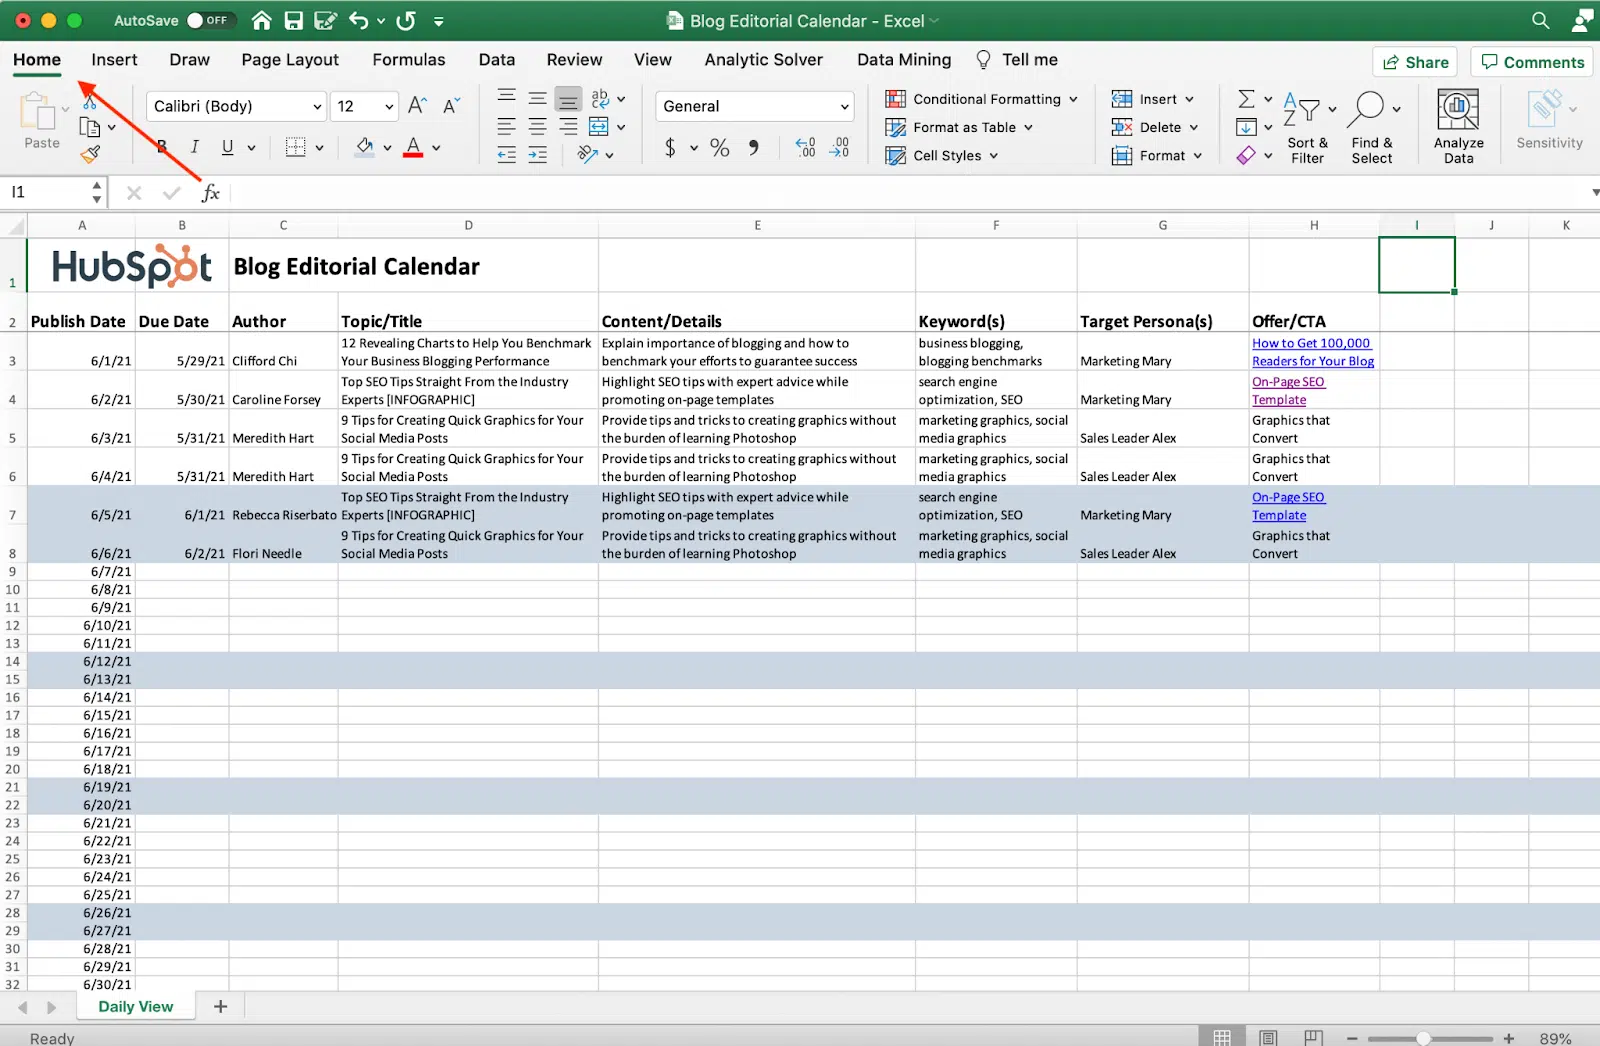 AutoSave OFF Blog Editorial Calendar - Excel
Home Insert Draw Page Layout Formulas Data Review View Analytic Solver Data Mining Tell me Share Comments
Paste
Calibri (Body) 12 A A
B I U A
ab
General
$ % 9 .00 .00
Conditional Formatting
Format as Table
Cell Styles
Insert
Delete
Format
Sort &
Filter
Find &
Select
Analyze
Data
Sensitivity
I1 fx
A B C D E F G H I J K
1 HubSpot Blog Editorial Calendar
2 Publish Date Due Date Author Topic/Title Content/Details Keyword(s) Target Persona(s) Offer/CTA
12 Revealing Charts to Help You Benchmark Explain importance of blogging and how to business blogging, How to Get 100,000
3 6/1/21 5/29/21 Clifford Chi Your Business Blogging Performance benchmark your efforts to guarantee success blogging benchmarks Marketing Mary Readers for Your Blog
Top SEO Tips Straight From the Industry Highlight SEO tips with expert advice while search engine On-Page SEO
4 6/2/21 5/30/21 Caroline Forsey Experts [INFOGRAPHIC] promoting on-page templates optimization, SEO Marketing Mary Template
9 Tips for Creating Quick Graphics for Your Provide tips and tricks to creating graphics without marketing graphics, social Graphics that
5 6/3/21 5/31/21 Meredith Hart Social Media Posts the burden of learning Photoshop media graphics Sales Leader Alex Convert
9 Tips for Creating Quick Graphics for Your Provide tips and tricks to creating graphics without marketing graphics, social Graphics that
6 6/4/21 5/31/21 Meredith Hart Social Media Posts the burden of learning Photoshop media graphics Sales Leader Alex Convert
Top SEO Tips Straight From the Industry Highlight SEO tips with expert advice while search engine On-Page SEO
7 6/5/21 6/1/21 Rebecca Riserbato Experts [INFOGRAPHIC] promoting on-page templates optimization, SEO Marketing Mary Template
9 Tips for Creating Quick Graphics for Your Provide tips and tricks to creating graphics without marketing graphics, social Graphics that
8 6/6/21 6/2/21 Flori Needle Social Media Posts the burden of learning Photoshop media graphics Sales Leader Alex Convert
9 6/7/21
10 6/8/21
11 6/9/21
12 6/10/21
13 6/11/21
14 6/12/21
15 6/13/21
16 6/14/21
17 6/15/21
18 6/16/21
19 6/17/21
20 6/18/21
21 6/19/21
22 6/20/21
23 6/21/21
24 6/22/21
25 6/23/21
26 6/24/21
27 6/25/21
28 6/26/21
29 6/27/21
30 6/28/21
31 6/29/21
32 6/30/21
Daily View +
Ready 89%